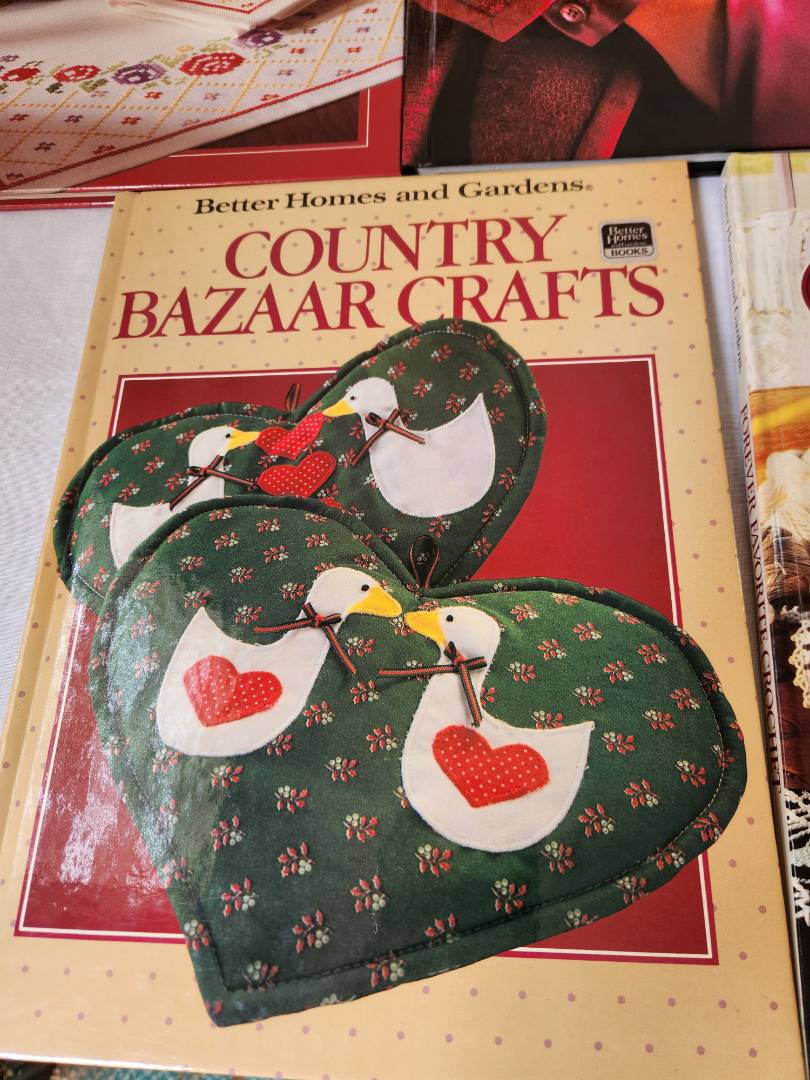 Better Homes and Gardens®
COUNTRY
BAZAAR CRAFTS
Better
Homes
and Gardens
BOOKS
FOREVER FAVORITE CROCHET